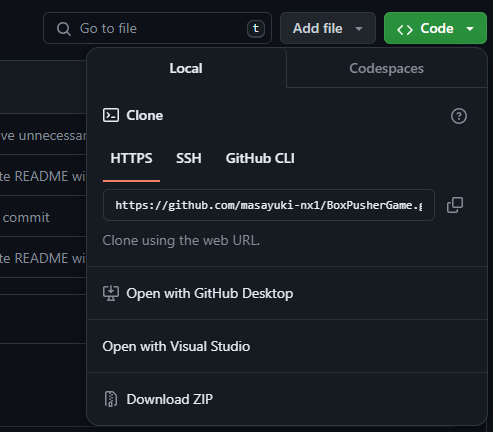 Go to file
t
Add file
Code
Local
Codespaces
Clone
HTTPS
SSH
GitHub CLI
https://github.com/masayuki-nx1/BoxPusherGame.g
Clone using the web URL.
Open with GitHub Desktop
Open with Visual Studio
Download ZIP
ve unnecessar
te README wi
commit
te README wi